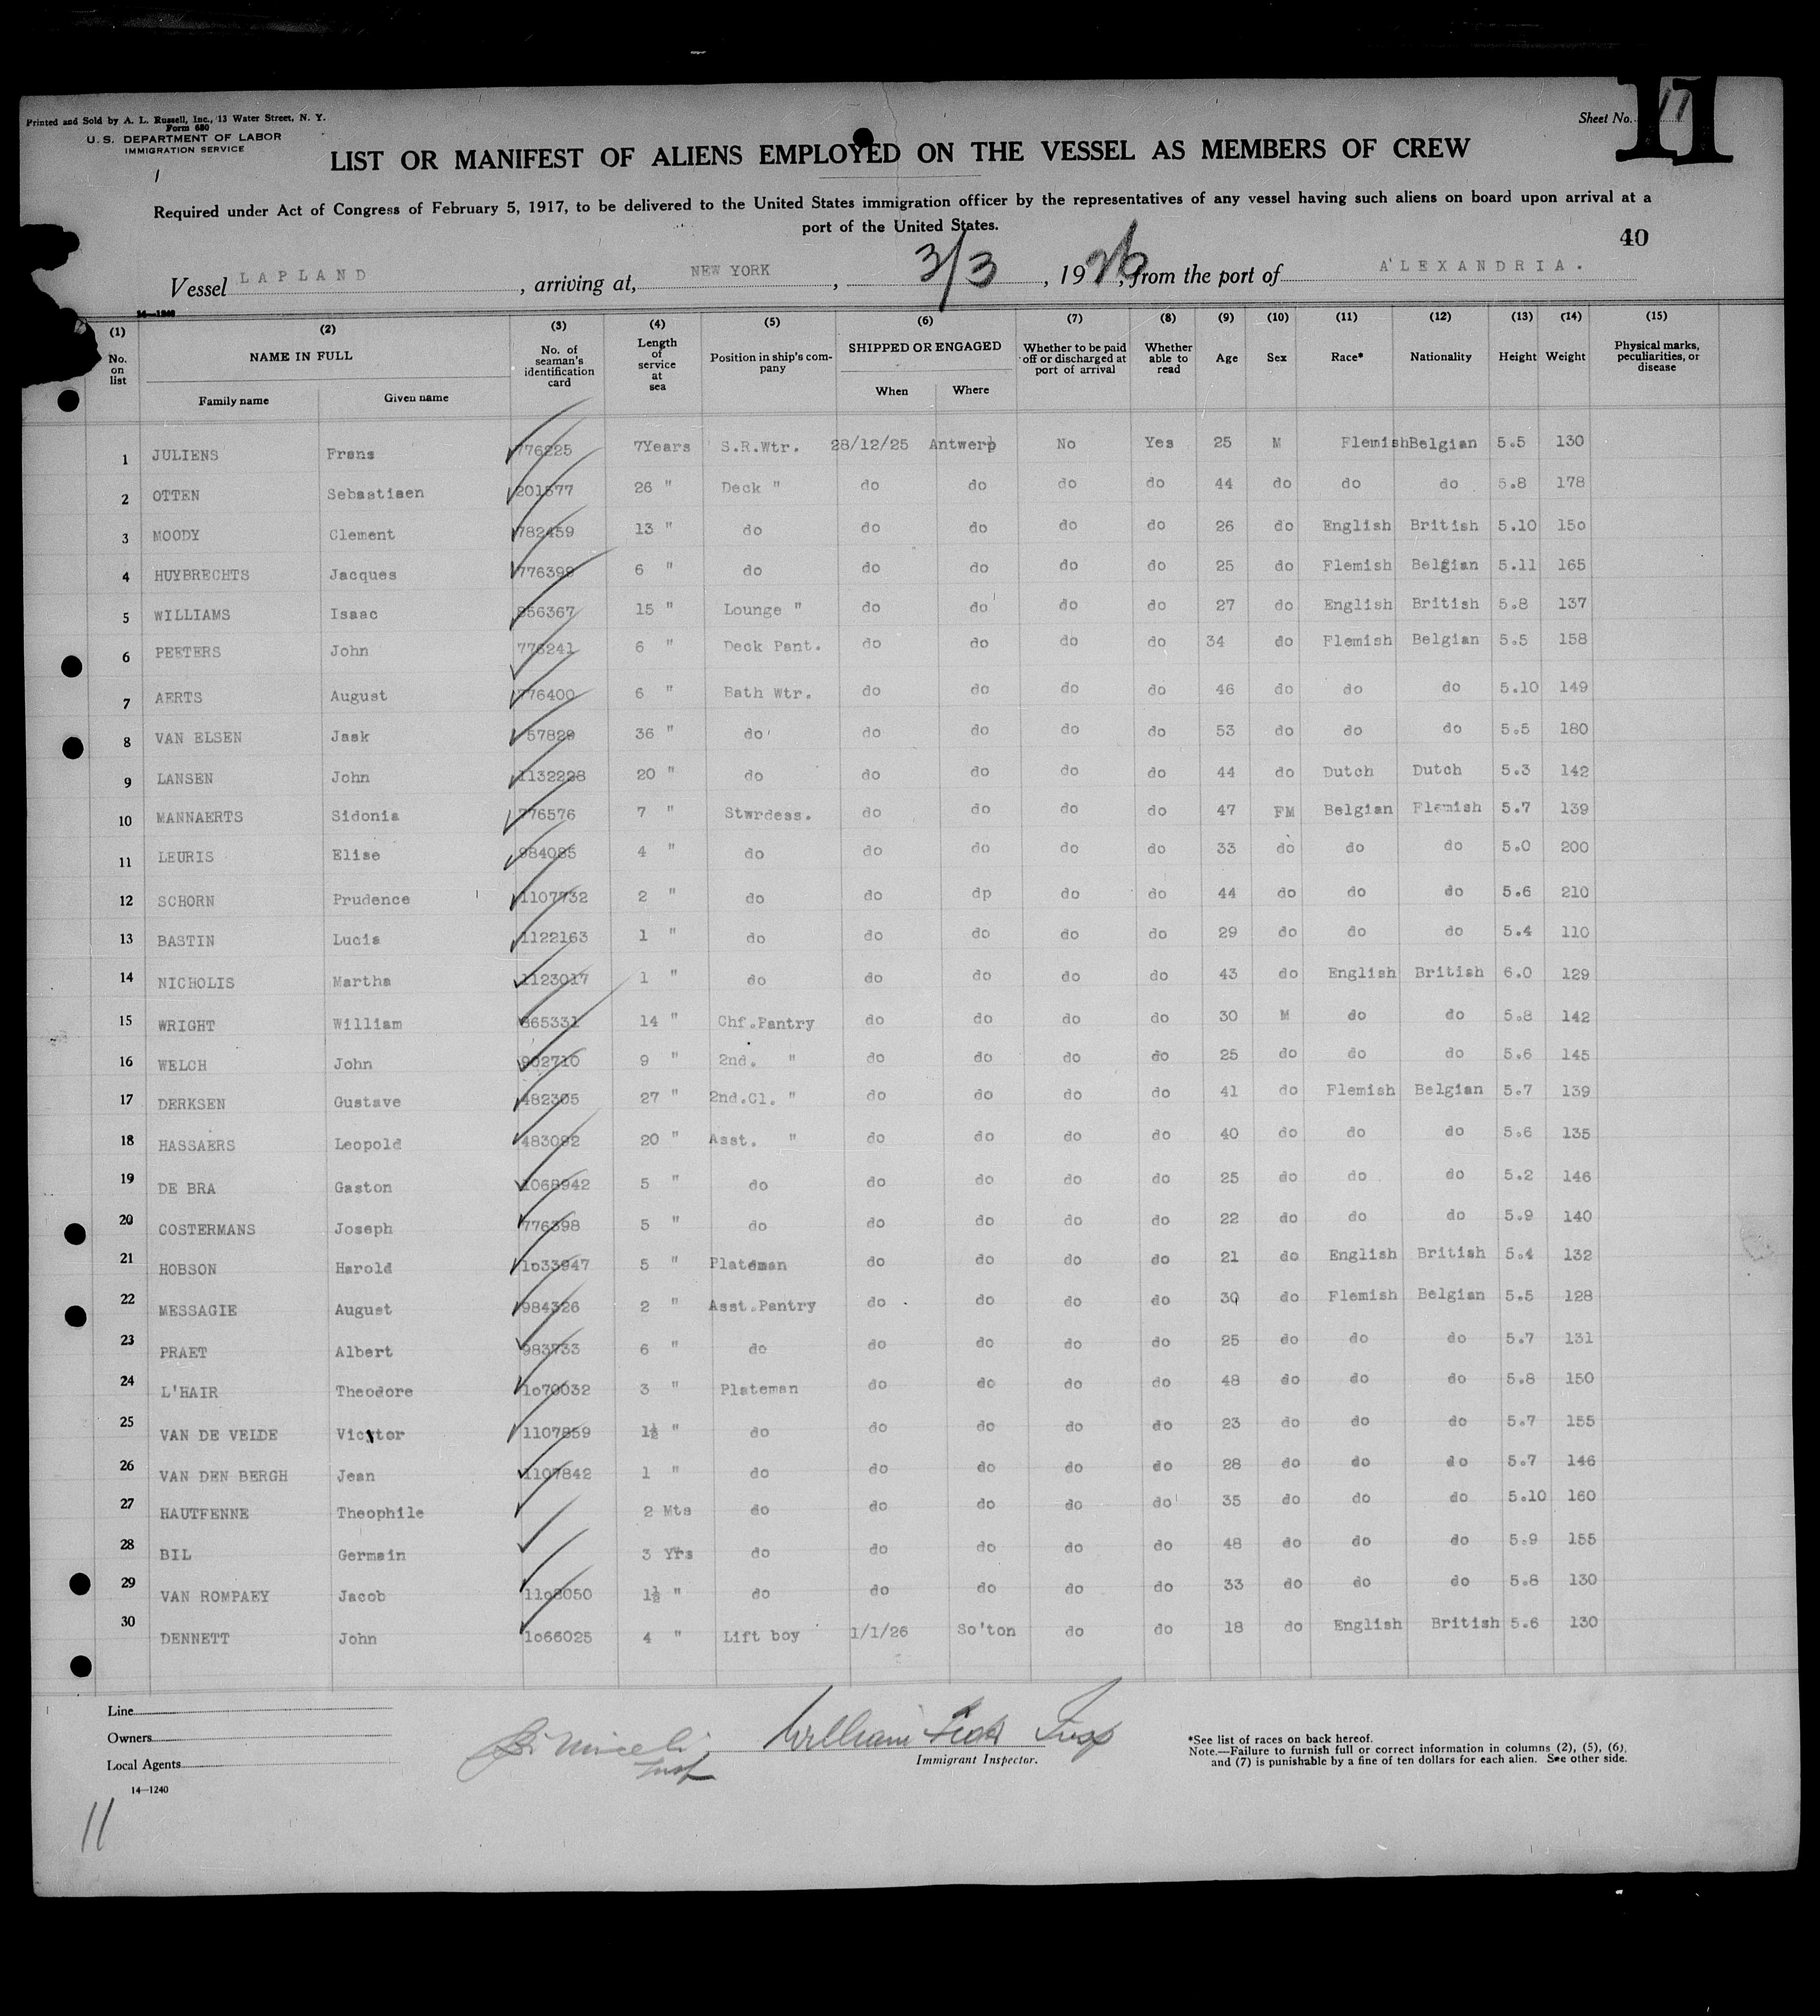 Printed and Sold by A. L. Russell, Inc., 13 Water Street, N. Y.
Form 680
U. S. DEPARTMENT OF LABOR
IMMIGRATION SERVICE
Sheet No. 11
11
LIST OR MANIFEST OF ALIENS EMPLOYED ON THE VESSEL AS MEMBERS OF CREW
Required under Act of Congress of February 5, 1917, to be delivered to the United States immigration officer by the representatives of any vessel having such aliens on board upon arrival at a
port of the United States.
40
Vessel LAPLAND, arriving at, NEW YORK, 3/3, 1926, from the port of ALEXANDRIA.
14—1240
(1) (2) (3) (4) (5) (6) (7) (8) (9) (10) (11) (12) (13) (14) (15)
No. on list NAME IN FULL Family name Given name No. of seaman's identification card Length of service at sea Position in ship's company SHIPPED OR ENGAGED When Where Whether to be paid off or discharged at port of arrival Whether able to read Age Sex Race* Nationality Height Weight Physical marks, peculiarities, or disease
1 JULIENS Frans 776225 7Years S.R.Wtr. 28/12/25 Antwerp No Yes 25 M Flemish Belgian 5.5 130
2 OTTEN Sebastiaen 201577 26 " Deck " do do do do 44 do do do 5.8 178
3 MOODY Clement 782459 13 " do do do do do 26 do English British 5.10 150
4 HUYBRECHTS Jacques 776398 6 " do do do do do 25 do Flemish Belgian 5.11 165
5 WILLIAMS Isaac 856367 15 " Lounge " do do do do 27 do English British 5.8 137
6 PEETERS John 776241 6 " Deck Pant. do do do do 34 do Flemish Belgian 5.5 158
7 AERTS August 776400 6 " Bath Wtr. do do do do 46 do do do 5.10 149
8 VAN ELSEN Jaak 57829 36 " do do do do do 53 do do do 5.5 180
9 LANSEN John 1132228 20 " do do do do do 44 do Dutch Dutch 5.3 142
10 MANNAERTS Sidonia 776576 7 " Stwrdess. do do do do 47 FM Belgian Flemish 5.7 139
11 LEURIS Elise 984085 4 " do do do do do 33 do do do 5.0 200
12 SCHORN Prudence 1107732 2 " do do dp do do 44 do do do 5.6 210
13 BASTIN Lucia 1122163 1 " do do do do do 29 do do do 5.4 110
14 NICHOLIS Martha 1123017 1 " do do do do do 43 do English British 6.0 129
15 WRIGHT William 865331 14 " Chf.Pantry do do do do 30 M do do 5.8 142
16 WELCH John 902710 9 " 2nd. " do do do do 25 do do do 5.6 145
17 DERKSEN Gustave 482305 27 " 2nd.Cl. " do do do do 41 do Flemish Belgian 5.7 139
18 HASSAERS Leopold 483092 20 " Asst. " do do do do 40 do do do 5.6 135
19 DE BRA Gaston 1068942 5 " do do do do do 25 do do do 5.2 146
20 COSTERMANS Joseph 776398 5 " do do do do do 22 do do do 5.9 140
21 HOBSON Harold 1033947 5 " Plateman do do do do 21 do English British 5.4 132
22 MESSAGIE August 984326 2 " Asst.Pantry do do do do 30 do Flemish Belgian 5.5 128
23 PRAET Albert 983733 6 " do do do do do 25 do do do 5.7 131
24 L'HAIR Theodore 1070032 3 " Plateman do do do do 48 do do do 5.8 150
25 VAN DE VELDE Victor 1107859 1½ " do do do do do 23 do do do 5.7 155
26 VAN DEN BERGH Jean 1107842 1 " do do do do do 28 do do do 5.7 146
27 HAUTFENNE Theophile 2 Mts do do do do do 35 do do do 5.10 160
28 BIL Germain 3 Yrs do do do do do 48 do do do 5.9 155
29 VAN ROMPAEY Jacob 1108050 1½ " do do do do do 33 do do do 5.8 130
30 DENNETT John 1066025 4 " Lift boy 1/1/26 So'ton do do 18 do English British 5.6 130
Line
Owners
Local Agents
14—1240
William Insp
Insp
Immigrant Inspector.
*See list of races on back hereof.
Note.—Failure to furnish full or correct information in columns (2), (5), (6),
and (7) is punishable by a fine of ten dollars for each alien. See other side.
11